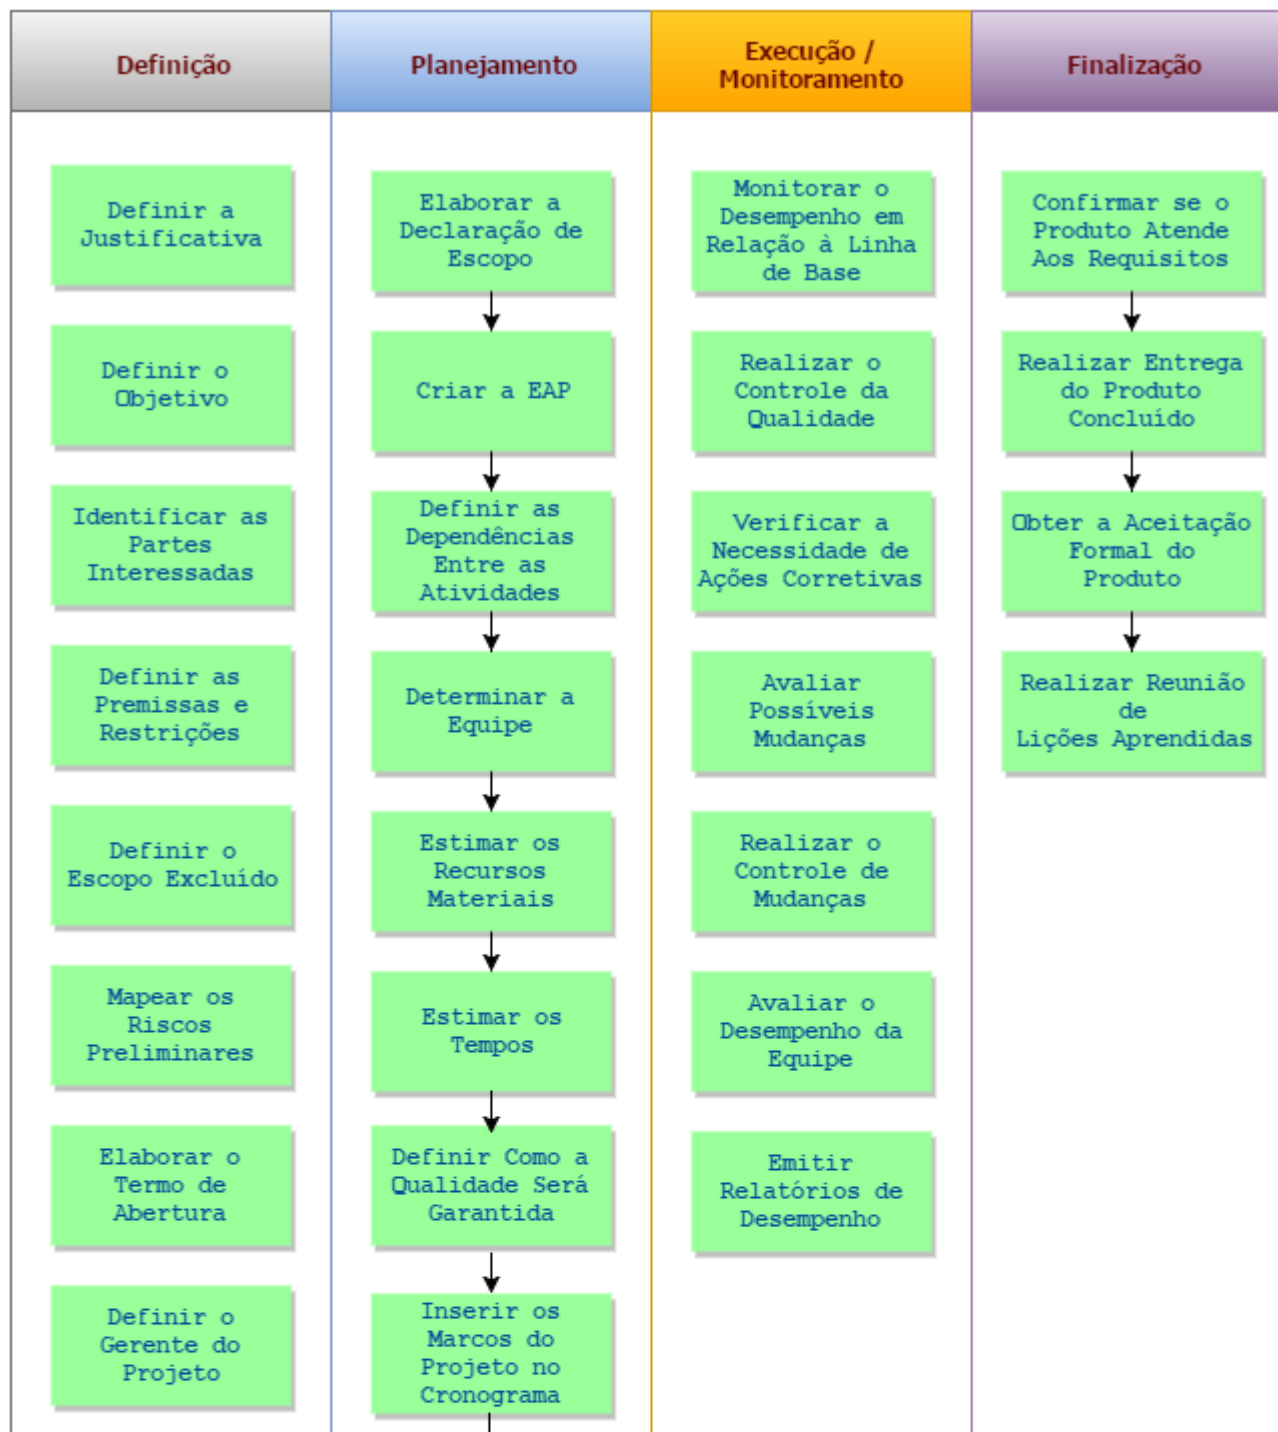 Definição
Planejamento
Execução /
Monitoramento
Finalização
Definir a
Justificativa
Definir o
Objetivo
Identificar as
Partes
Interessadas
Definir as
Premissas e
Restrições
Definir o
Escopo Excluído
Mapear os
Riscos
Preliminares
Elaborar o
Termo de
Abertura
Definir o
Gerente do
Projeto
Elaborar a
Declaração de
Escopo
Criar a EAP
Definir as
Dependências
Entre as
Atividades
Determinar a
Equipe
Estimar os
Recursos
Materiais
Estimar os
Tempos
Definir Como a
Qualidade Será
Garantida
Inserir os
Marcos do
Projeto no
Cronograma
Monitorar o
Desempenho em
Relação à Linha
de Base
Realizar o
Controle da
Qualidade
Verificar a
Necessidade de
Ações Corretivas
Avaliar
Possíveis
Mudanças
Realizar o
Controle de
Mudanças
Avaliar o
Desempenho da
Equipe
Emitir
Relatórios de
Desempenho
Confirmar se o
Produto Atende
Aos Requisitos
Realizar Entrega
do Produto
Concluído
Obter a Aceitação
Formal do
Produto
Realizar Reunião
de
Lições Aprendidas